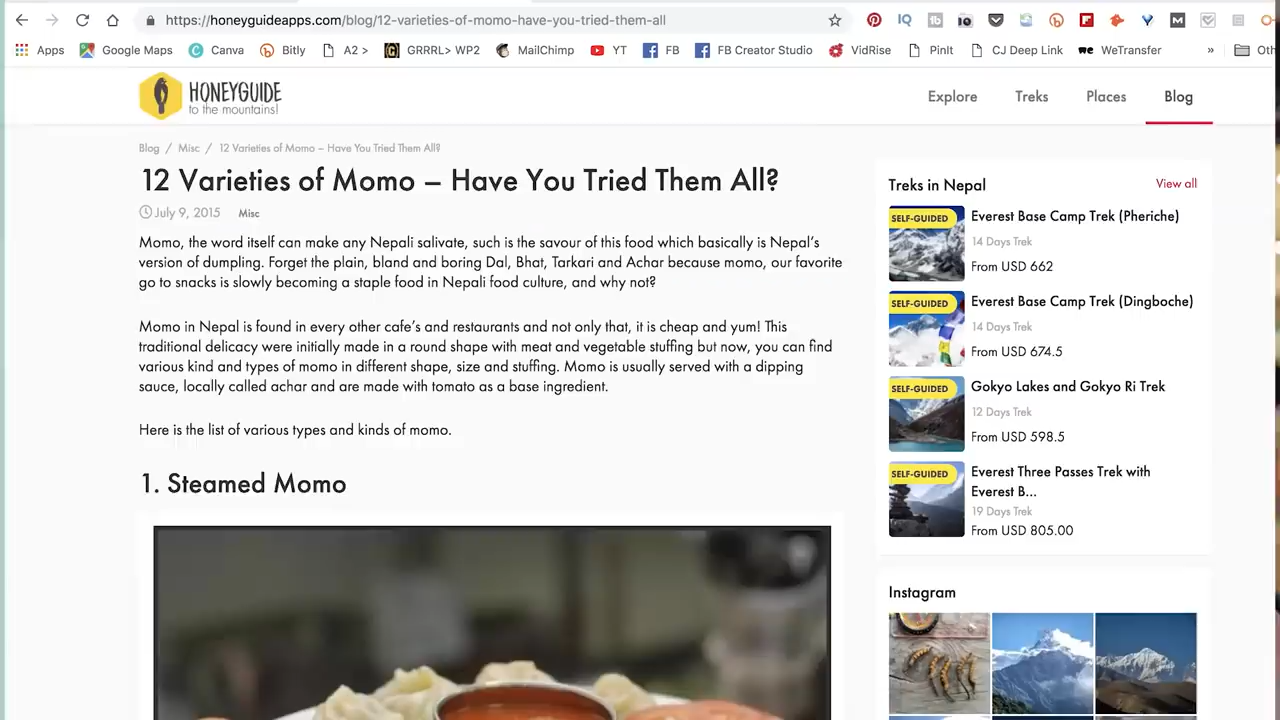 https://honeyguideapps.com/blog/12-varieties-of-momo-have-you-tried-them-all
Apps Google Maps Canva Bitly A2 > GRRRL> WP2 MailChimp YT FB FB Creator Studio VidRise PinIt CJ Deep Link WeTransfer » Oth
HONEYGUIDE
to the mountains!
Explore Treks Places Blog
Blog / Misc / 12 Varieties of Momo – Have You Tried Them All?
12 Varieties of Momo – Have You Tried Them All?
July 9, 2015 Misc
Momo, the word itself can make any Nepali salivate, such is the savour of this food which basically is Nepal's
version of dumpling. Forget the plain, bland and boring Dal, Bhat, Tarkari and Achar because momo, our favorite
go to snacks is slowly becoming a staple food in Nepali food culture, and why not?
Momo in Nepal is found in every other cafe's and restaurants and not only that, it is cheap and yum! This
traditional delicacy were initially made in a round shape with meat and vegetable stuffing but now, you can find
various kind and types of momo in different shape, size and stuffing. Momo is usually served with a dipping
sauce, locally called achar and are made with tomato as a base ingredient.
Here is the list of various types and kinds of momo.
1. Steamed Momo
Treks in Nepal View all
SELF-GUIDED
Everest Base Camp Trek (Pheriche)
14 Days Trek
From USD 662
SELF-GUIDED
Everest Base Camp Trek (Dingboche)
14 Days Trek
From USD 674.5
SELF-GUIDED
Gokyo Lakes and Gokyo Ri Trek
12 Days Trek
From USD 598.5
SELF-GUIDED
Everest Three Passes Trek with
Everest B...
19 Days Trek
From USD 805.00
Instagram